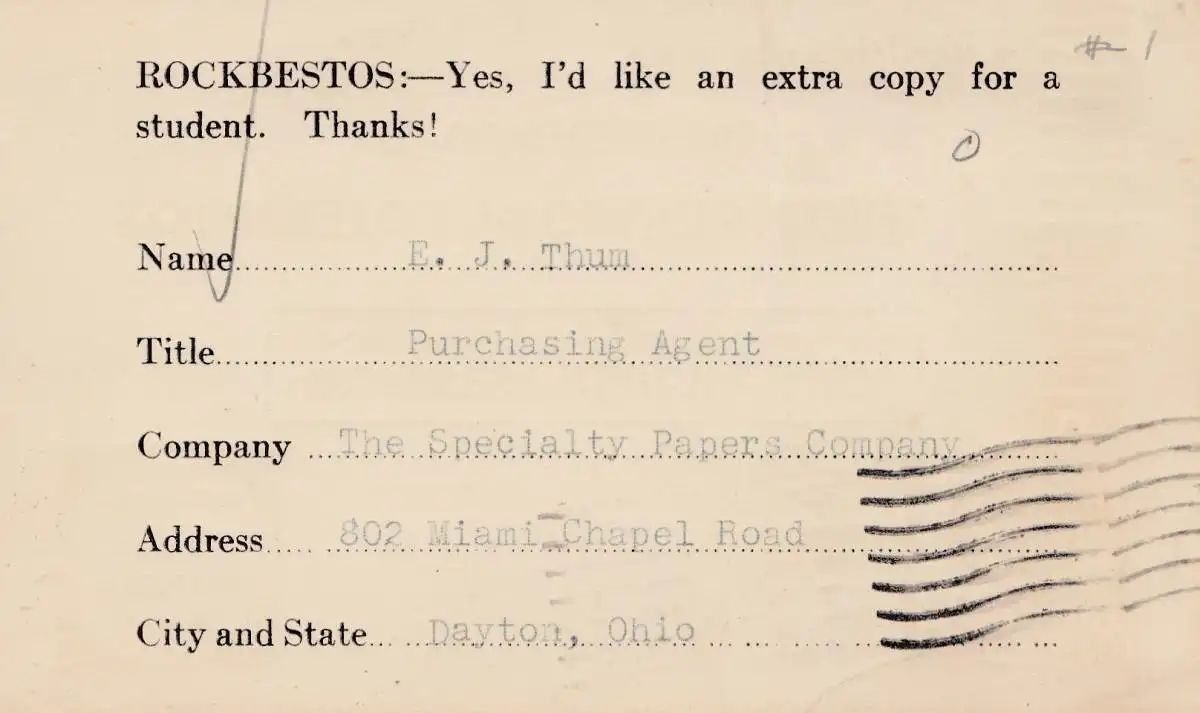 # 1
ROCKBESTOS:—Yes, I'd like an extra copy for a
student. Thanks!
Name E. J. Thum
Title Purchasing Agent
Company The Specialty Papers Company
Address 802 Miami Chapel Road
City and State Dayton, Ohio